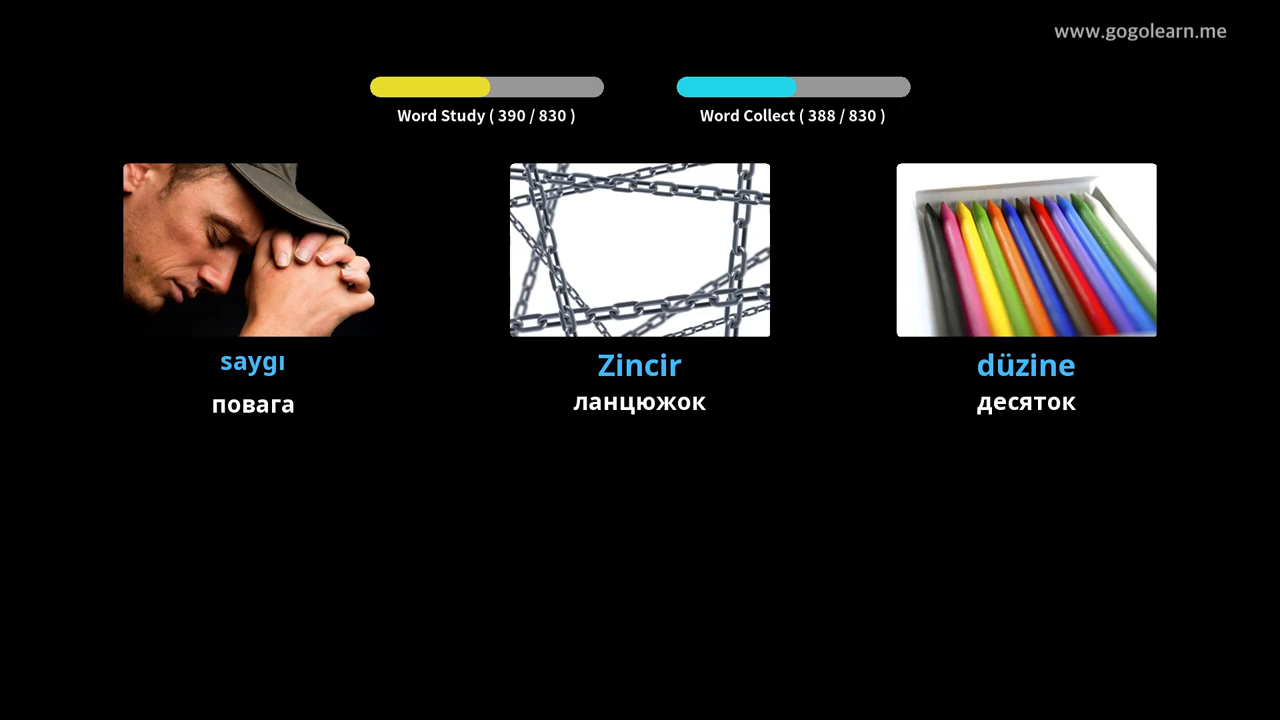 www.gogolearn.me
Word Study ( 390 / 830 )
Word Collect ( 388 / 830 )
saygı
повага
Zincir
ланцюжок
düzine
десяток